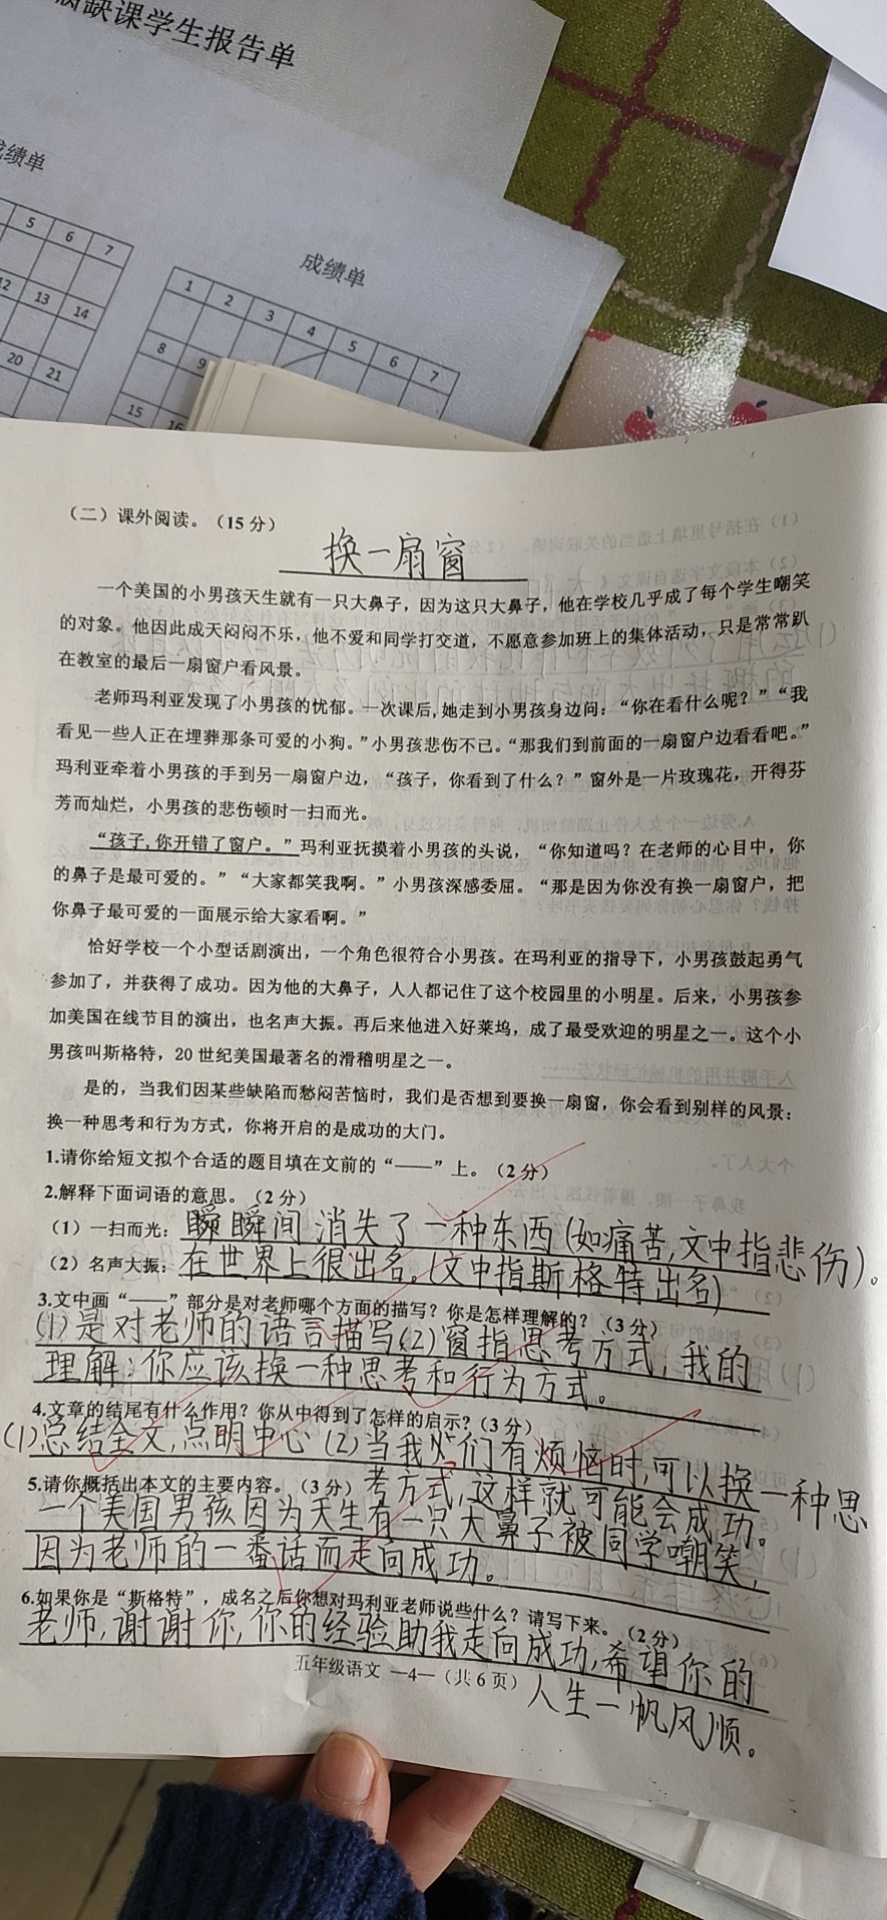 缺课学生报告单
绩单
5 6 7
12 13 14
20 21
成绩单
1 2 3 4 5 6 7
8 9
15 16
（二）课外阅读。（15 分）
换一扇窗
一个美国的小男孩天生就有一只大鼻子，因为这只大鼻子，他在学校几乎成了每个学生嘲笑
的对象。他因此成天闷闷不乐，他不爱和同学打交道，不愿意参加班上的集体活动，只是常常趴
在教室的最后一扇窗户看风景。
老师玛利亚发现了小男孩的忧郁。一次课后，她走到小男孩身边问：“你在看什么呢？”“我
看见一些人正在埋葬那条可爱的小狗。”小男孩悲伤不已。“那我们到前面的一扇窗户边看看吧。”
玛利亚牵着小男孩的手到另一扇窗户边，“孩子，你看到了什么？”窗外是一片玫瑰花，开得芬
芳而灿烂，小男孩的悲伤顿时一扫而光。
“孩子，你开错了窗户。”玛利亚抚摸着小男孩的头说，“你知道吗？在老师的心目中，你
的鼻子是最可爱的。”“大家都笑我啊。”小男孩深感委屈。“那是因为你没有换一扇窗户，把
你鼻子最可爱的一面展示给大家看啊。”
恰好学校一个小型话剧演出，一个角色很符合小男孩。在玛利亚的指导下，小男孩鼓起勇气
参加了，并获得了成功。因为他的大鼻子，人人都记住了这个校园里的小明星。后来，小男孩参
加美国在线节目的演出，也名声大振。再后来他进入好莱坞，成了最受欢迎的明星之一。这个小
男孩叫斯格特，20 世纪美国最著名的滑稽明星之一。
是的，当我们因某些缺陷而愁闷苦恼时，我们是否想到要换一扇窗，你会看到别样的风景：
换一种思考和行为方式，你将开启的是成功的大门。
1.请你给短文拟个合适的题目填在文前的“——”上。（2 分）
2.解释下面词语的意思。（2 分）
（1）一扫而光：瞬瞬间消失了一种东西(如痛苦,文中指悲伤)。
（2）名声大振：在世界上很出名。(文中指斯格特出名)
3.文中画“——”部分是对老师哪个方面的描写？你是怎样理解的？（3 分）
(1)是对老师的语言描写(2)窗指思考方式，我的
理解：你应该换一种思考和行为方式。
4.文章的结尾有什么作用？你从中得到了怎样的启示？（3 分）
(1)总结全文,点明中心 (2)当我们有烦恼时,可以换一种思
考方式,这样就可能会成功。
5.请你概括出本文的主要内容。（3 分）
一个美国男孩因为天生有一只大鼻子被同学嘲笑，
因为老师的一番话而走向成功。
6.如果你是“斯格特”，成名之后你想对玛利亚老师说些什么？请写下来。（2 分）
老师,谢谢你,你的经验助我走向成功,希望你的
人生一帆风顺。
五年级语文 —4—（共 6 页）